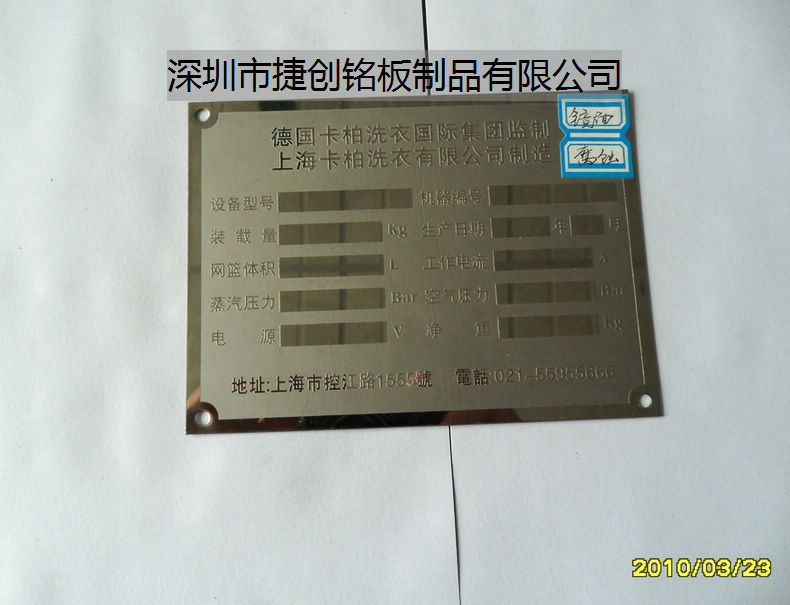 深圳市捷创铭板制品有限公司
德国卡柏洗衣国际集团监制
上海卡柏洗衣有限公司制造
镜面
腐蚀
设备型号 机器编号
装载量 Kg 生产日期 年 月
网篮体积 L 工作电流 A
蒸汽压力 Bar 空气压力 Bar
电源 V 净重 Kg
地址:上海市控江路1555號 電話:021-55955666
2010/03/23